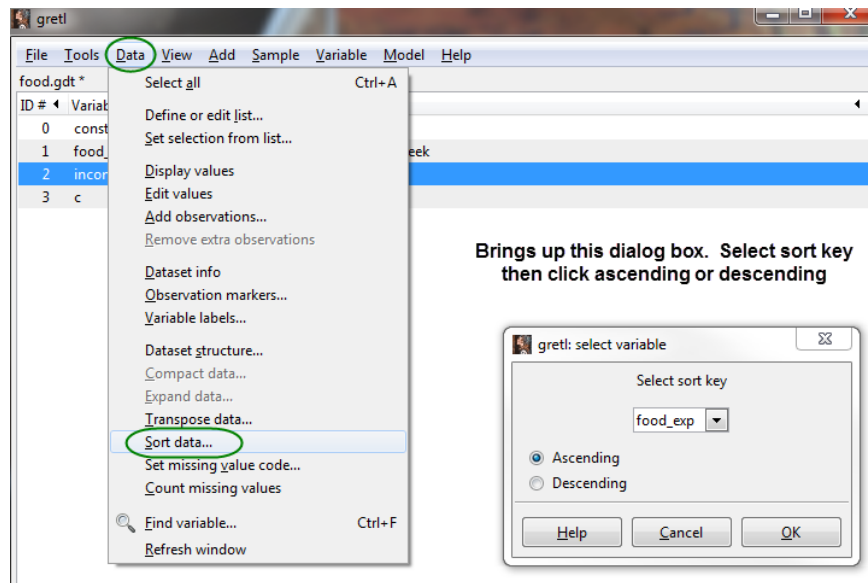 gretl
File Tools Data View Add Sample Variable Model Help
food.gdt *
ID #
0 const
1 food_
2
3 c
Select all Ctrl+A
Define or edit list...
Set selection from list...
Display values
Edit values
Add observations...
Remove extra observations
Dataset info
Observation markers...
Variable labels...
Dataset structure...
Compact data...
Expand data...
Transpose data...
Sort data...
Set missing value code...
Count missing values
Find variable... Ctrl+F
Refresh window
Brings up this dialog box. Select sort key
then click ascending or descending
gretl: select variable
Select sort key
food_exp
Ascending
Descending
Help Cancel OK